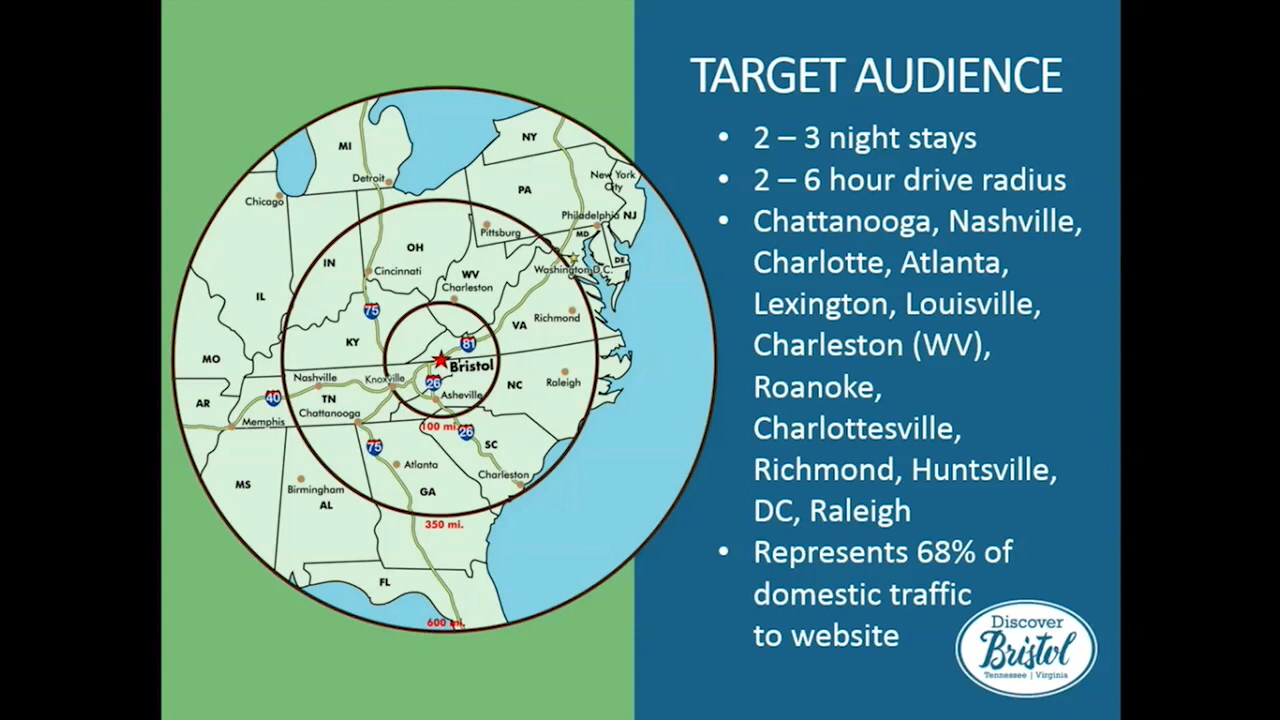 TARGET AUDIENCE
• 2 – 3 night stays
• 2 – 6 hour drive radius
• Chattanooga, Nashville,
Charlotte, Atlanta,
Lexington, Louisville,
Charleston (WV),
Roanoke,
Charlottesville,
Richmond, Huntsville,
DC, Raleigh
• Represents 68% of
domestic traffic
to website
Discover
Bristol
Tennessee | Virginia
NY
MI
New York
City
Detroit
PA
Chicago
Philadelphia
NJ
Pittsburg
MD
OH
IN
DE
Cincinnati
WV
Washington D.C.
Charleston
IL
75
Richmond
VA
KY
81
MO
Bristol
Nashville
Knoxville
26
NC
Raleigh
40
TN
Asheville
AR
Chattanooga
Memphis
100 mi.
26
75
SC
Atlanta
Charleston
MS
Birmingham
GA
AL
350 mi.
FL
600 mi.